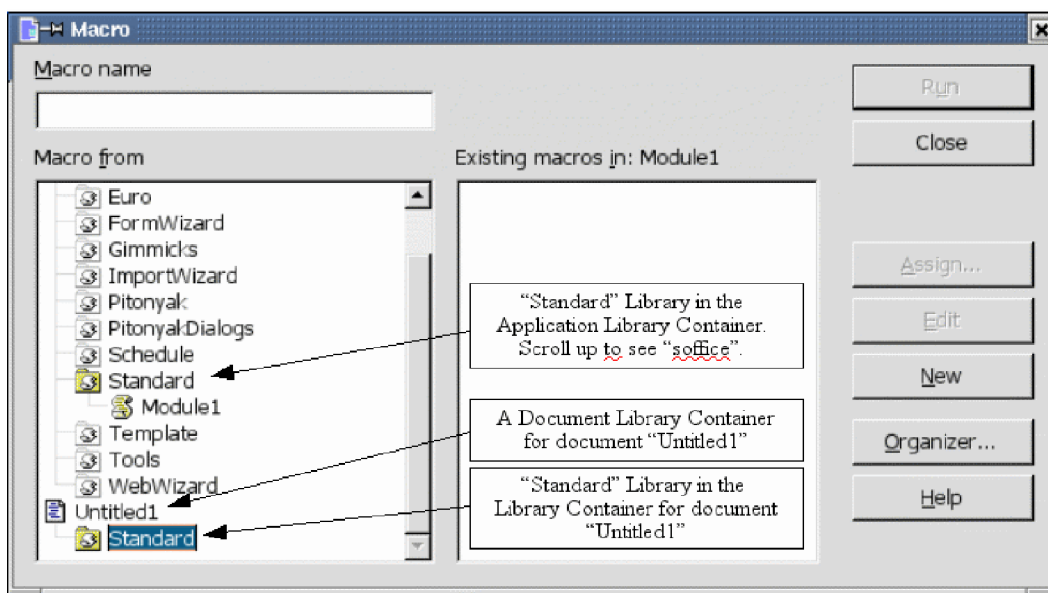 Macro
Macro name
Run
Close
Macro from
Existing macros in: Module1
Euro
FormWizard
Gimmicks
ImportWizard
Pitonyak
PitonyakDialogs
Schedule
Standard
Module1
Template
Tools
WebWizard
Untitled1
Standard
“Standard” Library in the
Application Library Container.
Scroll up to see “soffice”.
A Document Library Container
for document “Untitled1”
“Standard” Library in the
Library Container for document
“Untitled1”
Assign...
Edit
New
Organizer...
Help